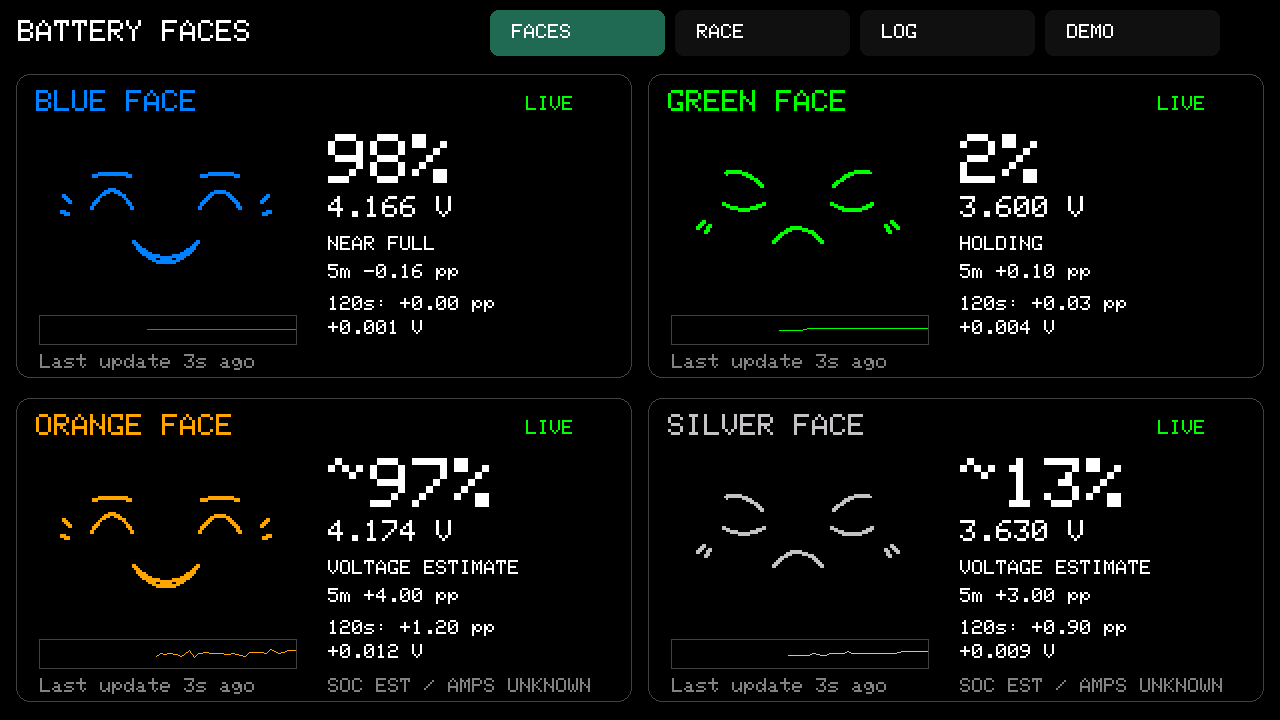 BATTERY FACES
FACES
RACE
LOG
DEMO
BLUE FACE
LIVE
98%
4.166 V
NEAR FULL
5m -0.16 pp
120s: +0.00 pp
+0.001 V
Last update 3s ago
GREEN FACE
LIVE
2%
3.600 V
HOLDING
5m +0.10 pp
120s: +0.03 pp
+0.004 V
Last update 3s ago
ORANGE FACE
LIVE
~97%
4.174 V
VOLTAGE ESTIMATE
5m +4.00 pp
120s: +1.20 pp
+0.012 V
Last update 3s ago
SOC EST / AMPS UNKNOWN
SILVER FACE
LIVE
~13%
3.630 V
VOLTAGE ESTIMATE
5m +3.00 pp
120s: +0.90 pp
+0.009 V
Last update 3s ago
SOC EST / AMPS UNKNOWN